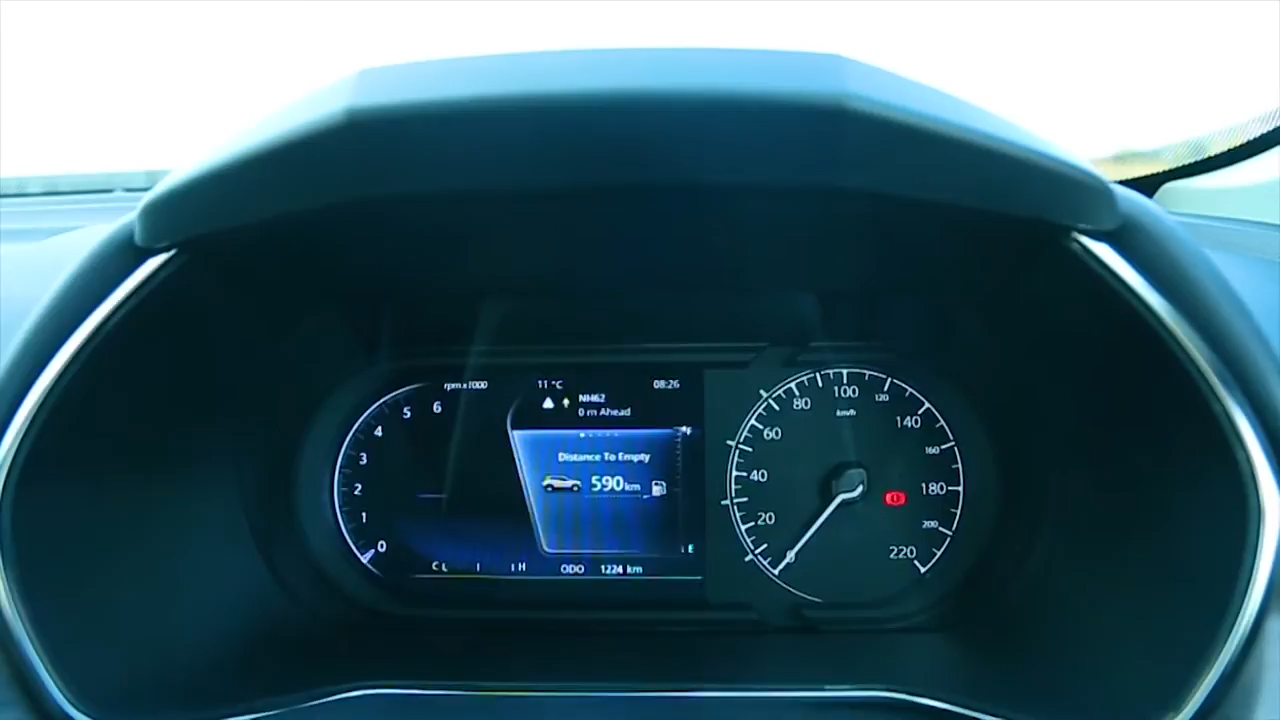 rpm x1000
11 °C
08:26
NH62
0 m Ahead
0
1
2
3
4
5
6
F
Distance To Empty
590 km
E
C
H
ODO 1224 km
0
20
40
60
80
100
120
140
160
180
200
220
km/h